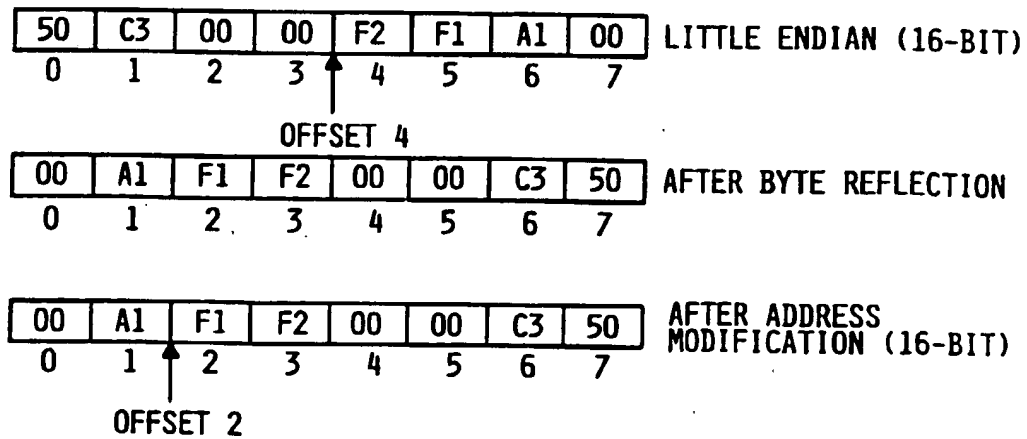 50 C3 00 00 F2 F1 A1 00 LITTLE ENDIAN (16-BIT)
0 1 2 3 4 5 6 7
OFFSET 4
00 A1 F1 F2 00 00 C3 50 AFTER BYTE REFLECTION
0 1 2 3 4 5 6 7
00 A1 F1 F2 00 00 C3 50 AFTER ADDRESS
MODIFICATION (16-BIT)
0 1 2 3 4 5 6 7
OFFSET 2